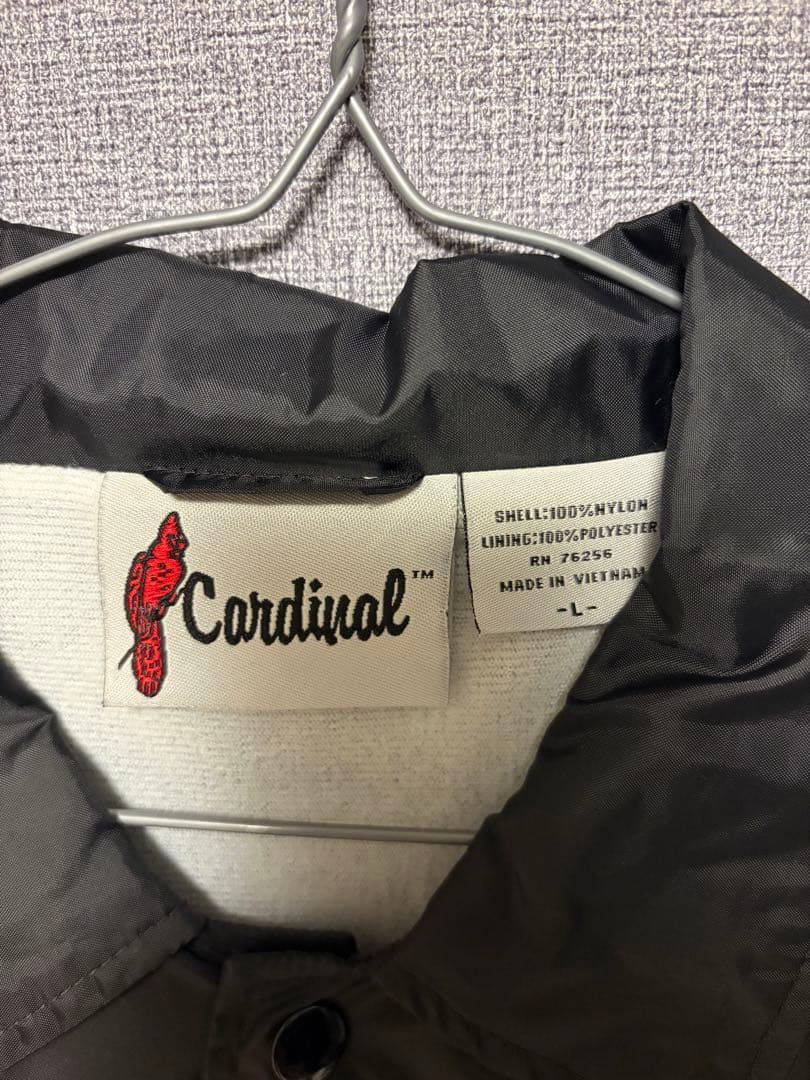 Cardinal™
SHELL:100%NYLON
LINING:100%POLYESTER
RN 76256
MADE IN VIETNAM
-L-